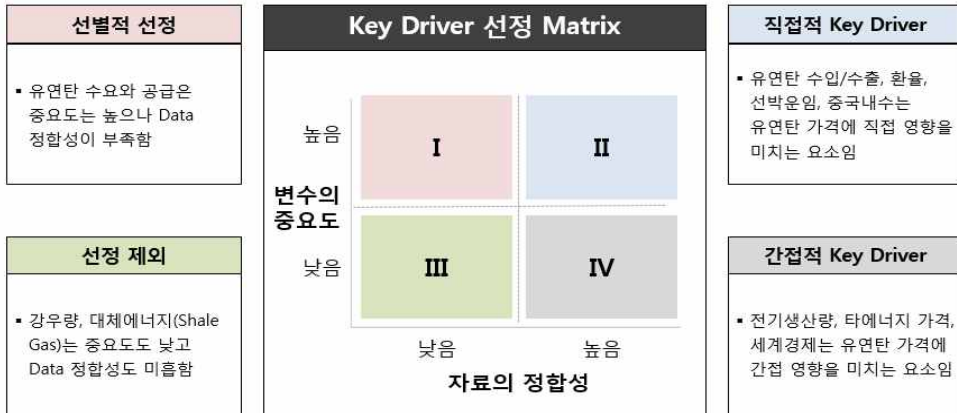 선별적 선정
▪ 유연탄 수요와 공급은
중요도는 높으나 Data
정합성이 부족함
선정 제외
▪ 강우량, 대체에너지(Shale
Gas)는 중요도도 낮고
Data 정합성도 미흡함
Key Driver 선정 Matrix
높음
I
II
변수의
중요도
낮음
III
IV
낮음
높음
자료의 정합성
직접적 Key Driver
▪ 유연탄 수입/수출, 환율,
선박운임, 중국내수는
유연탄 가격에 직접 영향을
미치는 요소임
간접적 Key Driver
▪ 전기생산량, 타에너지 가격,
세계경제는 유연탄 가격에
간접 영향을 미치는 요소임